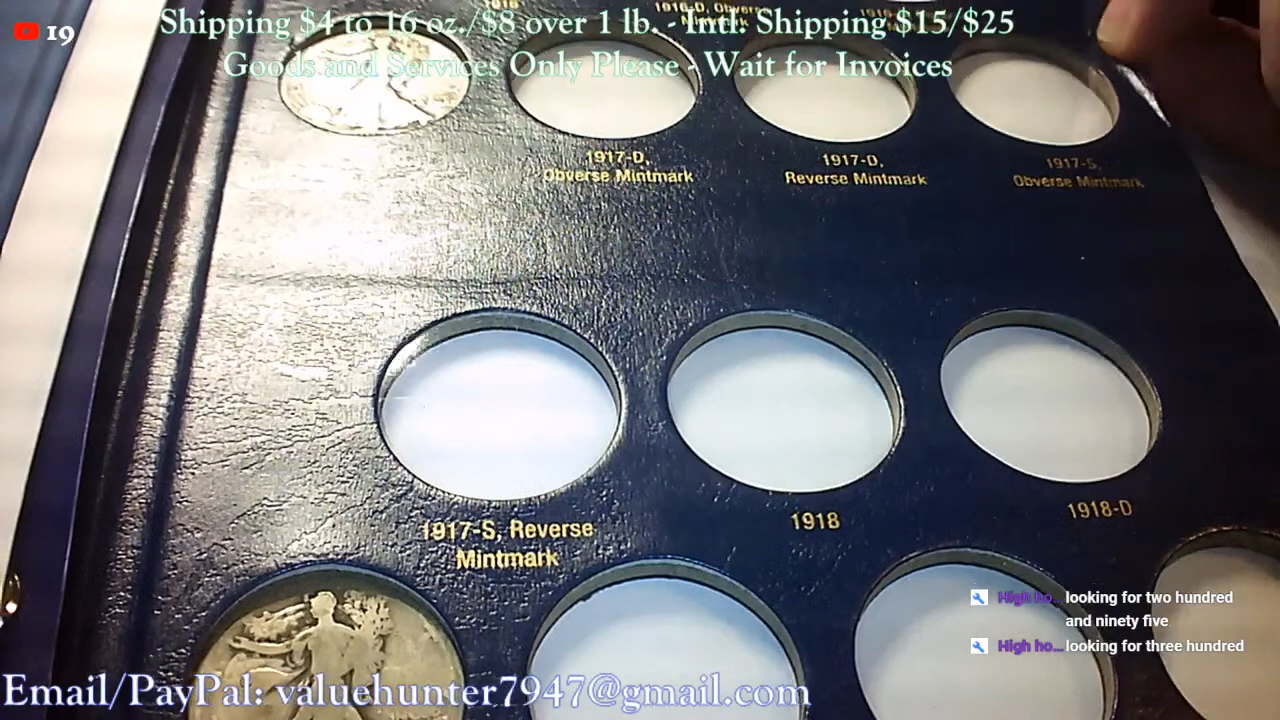 19
Shipping $4 to 16 oz./$8 over 1 lb. - Intl. Shipping $15/$25
Goods and Services Only Please - Wait for Invoices
1916-D, Obverse
1917-D,
Obverse Mintmark
1917-D,
Reverse Mintmark
1917-S,
Obverse Mintmark
1917-S, Reverse
Mintmark
1918
1918-D
High ho... looking for two hundred
and ninety five
High ho... looking for three hundred
Email/PayPal: valuehunter7947@gmail.com